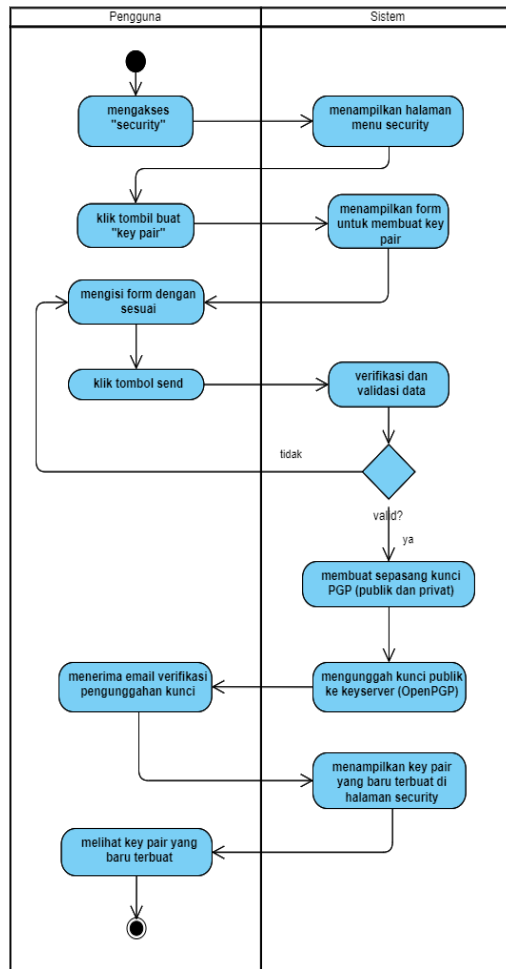 Pengguna
Sistem
mengakses
"security"
menampilkan halaman
menu security
klik tombil buat
"key pair"
menampilkan form
untuk membuat key
pair
mengisi form dengan
sesuai
klik tombol send
verifikasi dan
validasi data
tidak
valid?
ya
membuat sepasang kunci
PGP (publik dan privat)
menerima email verifikasi
pengunggahan kunci
mengunggah kunci publik
ke keyserver (OpenPGP)
menampilkan key pair
yang baru terbuat di
halaman security
melihat key pair yang
baru terbuat